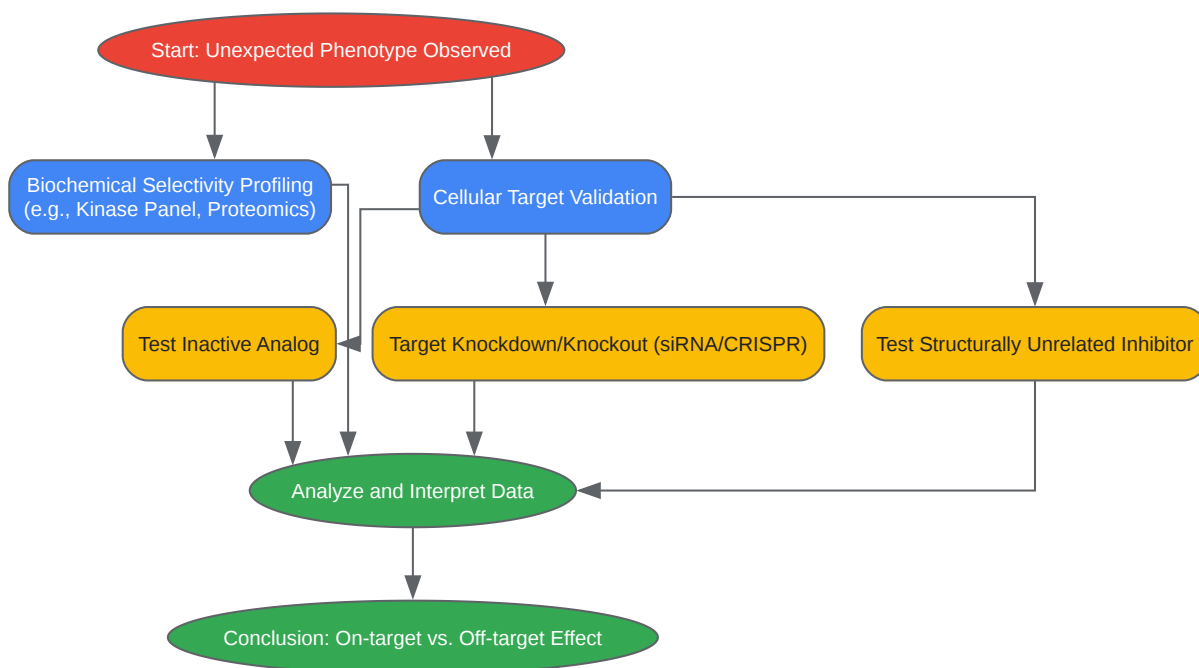 Start: Unexpected Phenotype Observed
Biochemical Selectivity Profiling
(e.g., Kinase Panel, Proteomics)
Cellular Target Validation
Test Inactive Analog
Target Knockdown/Knockout (siRNA/CRISPR)
Test Structurally Unrelated Inhibitor
Analyze and Interpret Data
Conclusion: On-target vs. Off-target Effect